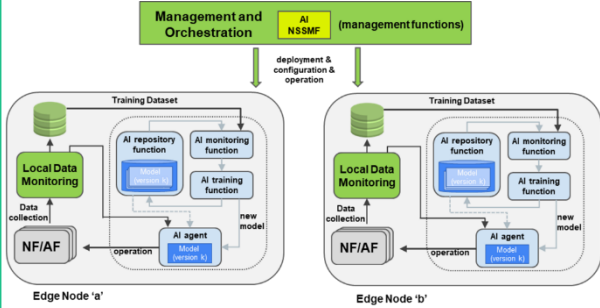 Management and
Orchestration
AI
NSSMF
(management functions)
deployment &
configuration &
operation
Training Dataset
AI repository
function
AI monitoring
function
Model
(version k)
AI training
function
Local Data
Monitoring
Data
collection
new
model
NF/AF
operation
AI agent
Model
(version k)
Edge Node 'a'
Training Dataset
AI repository
function
AI monitoring
function
Model
(version k)
AI training
function
Local Data
Monitoring
Data
collection
new
model
NF/AF
operation
AI agent
Model
(version k)
Edge Node 'b'